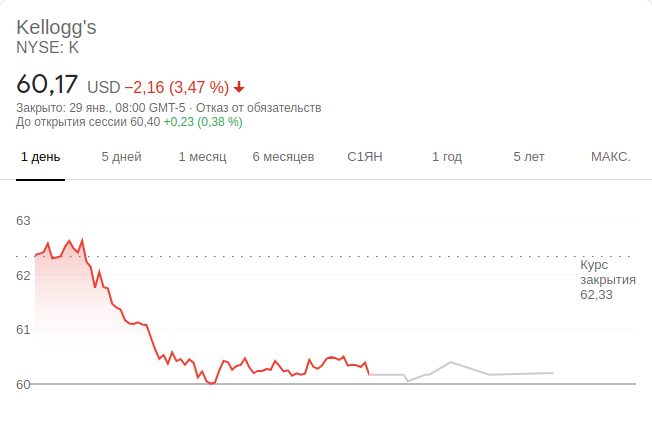 Kellogg's
NYSE: K
60,17 USD −2,16 (3,47 %)
Закрыто: 29 янв., 08:00 GMT-5 · Отказ от обязательств
До открытия сессии 60,40 +0,23 (0,38 %)
1 день 5 дней 1 месяц 6 месяцев С1ЯН 1 год 5 лет МАКС.
63
62
61
60
Курс
закрытия
62,33